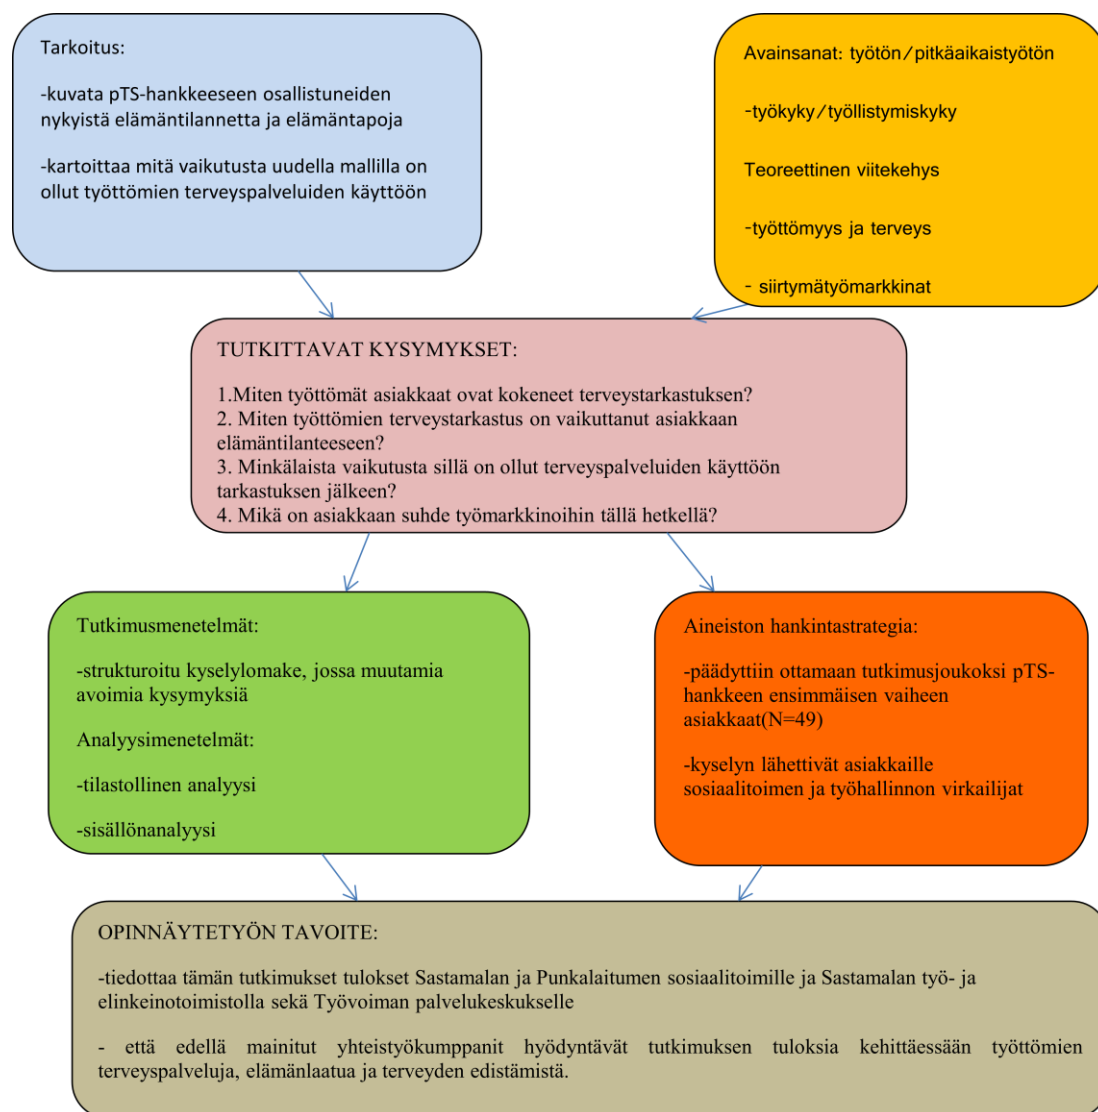 Tarkoitus:
-kuvata pTS-hankkeeseen osallistuneiden
nykyistä elämäntilannetta ja elämäntapoja
-kartoittaa mitä vaikutusta uudella mallilla on
ollut työttömien terveyspalveluiden käyttöön
Avainsanat: työtön/pitkäaikaistyötön
-työkyky/työllistymiskyky
Teoreettinen viitekehys
-työttömyys ja terveys
- siirtymätyömarkkinat
TUTKITTAVAT KYSYMYKSET:
1.Miten työttömät asiakkaat ovat kokeneet terveystarkastuksen?
2. Miten työttömien terveystarkastus on vaikuttanut asiakkaan
elämäntilanteeseen?
3. Minkälaista vaikutusta sillä on ollut terveyspalveluiden käyttöön
tarkastuksen jälkeen?
4. Mikä on asiakkaan suhde työmarkkinoihin tällä hetkellä?
Tutkimusmenetelmät:
-strukturoitu kyselylomake, jossa muutamia
avoimia kysymyksiä
Analyysimenetelmät:
-tilastollinen analyysi
-sisällönanalyysi
Aineiston hankintastrategia:
-päädyttiin ottamaan tutkimusjoukoksi pTS-
hankkeen ensimmäisen vaiheen
asiakkaat(N=49)
-kyselyn lähettivät asiakkaille
sosiaalitoimen ja työhallinnon virkailijat
OPINNÄYTETYÖN TAVOITE:
-tiedottaa tämän tutkimukset tulokset Sastamalan ja Punkalaitumen sosiaalitoimille ja Sastamalan työ- ja
elinkeinotoimistolla sekä Työvoiman palvelukeskukselle
- että edellä mainitut yhteistyökumppanit hyödyntävät tutkimuksen tuloksia kehittäessään työttömien
terveyspalveluja, elämänlaatua ja terveyden edistämistä.